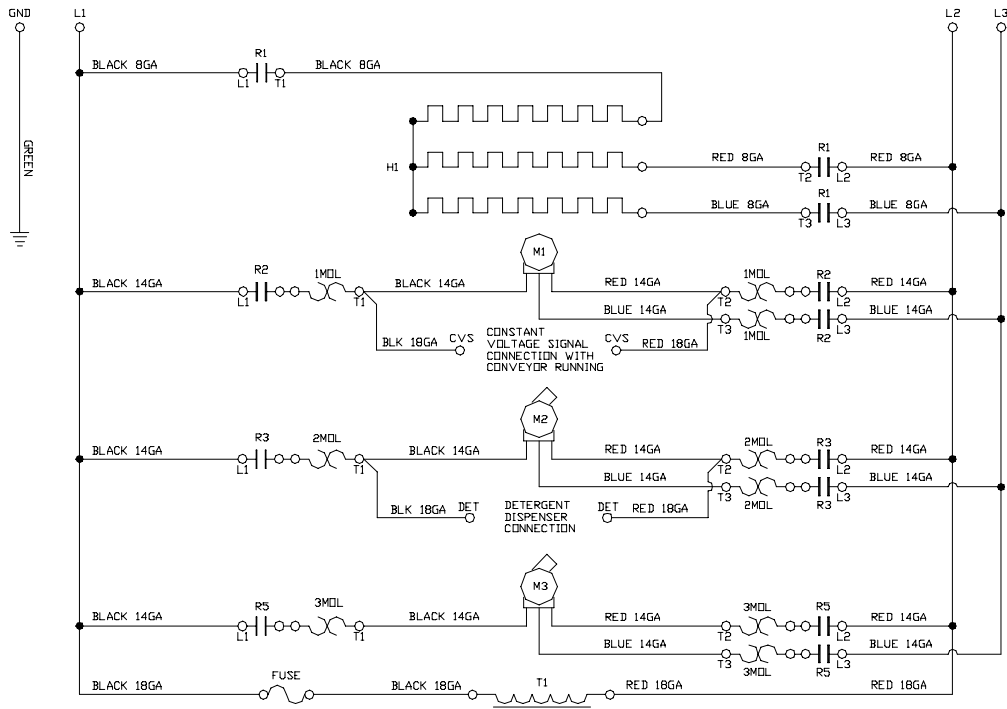 GND L1 L2 L3
R1
BLACK 8GA BLACK 8GA
L1 T1
GREEN
R1
RED 8GA RED 8GA
H1
T2 L2
R1
BLUE 8GA BLUE 8GA
T3 L3
M1
R2 1MOL 1MOL R2
BLACK 14GA BLACK 14GA RED 14GA RED 14GA
L1 T1 T2 L2
BLUE 14GA BLUE 14GA
T3 1MOL R2 L3
CVS CONSTANT CVS
BLK 18GA VOLTAGE SIGNAL RED 18GA
CONNECTION WITH
CONVEYOR RUNNING
M2
R3 2MOL 2MOL R3
BLACK 14GA BLACK 14GA RED 14GA RED 14GA
L1 T1 T2 L2
BLUE 14GA BLUE 14GA
T3 2MOL R3 L3
BLK 18GA DET DETERGENT DET RED 18GA
DISPENSER
CONNECTION
M3
R5 3MOL 3MOL R5
BLACK 14GA BLACK 14GA RED 14GA RED 14GA
L1 T1 T2 L2
BLUE 14GA BLUE 14GA
T3 3MOL R5 L3
FUSE
BLACK 18GA BLACK 18GA T1 RED 18GA RED 18GA